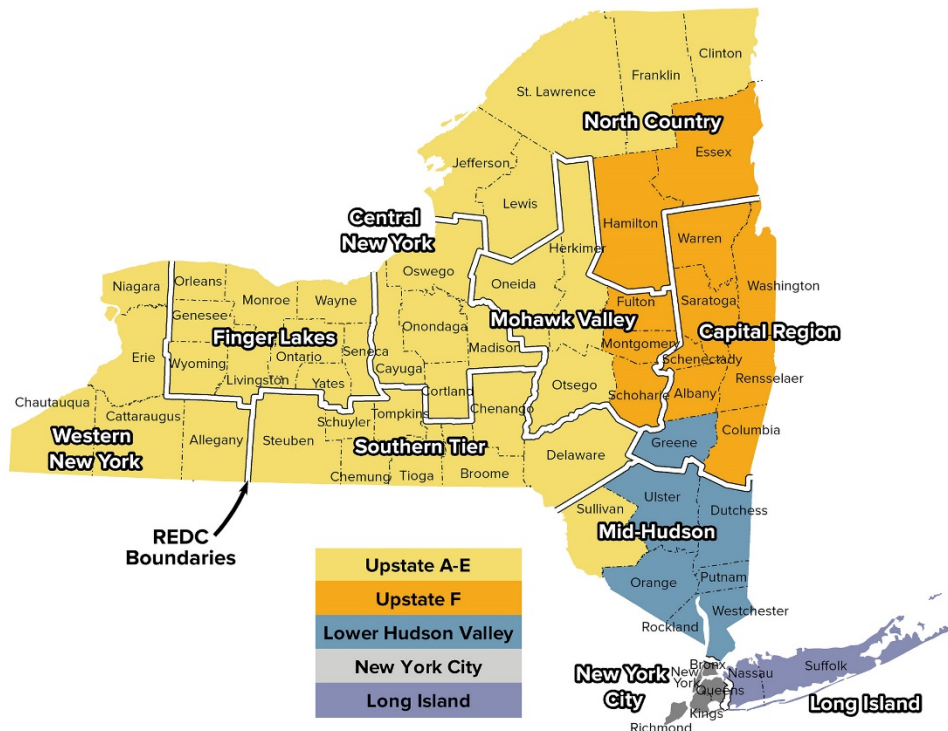 Clinton
Franklin
St. Lawrence
North Country
Essex
Jefferson
Lewis
Central
New York
Hamilton
Warren
Herkimer
Oswego
Oneida
Niagara
Orleans
Monroe
Wayne
Genesee
Washington
Fulton
Saratoga
Onondaga
Mohawk Valley
Capital Region
Finger Lakes
Montgomery
Madison
Seneca
Ontario
Erie
Wyoming
Schenectady
Cayuga
Livingston
Yates
Otsego
Rensselaer
Cortland
Schoharie
Albany
Chautauqua
Cattaraugus
Chenango
Tompkins
Schuyler
Columbia
Western
New York
Allegany
Steuben
Southern Tier
Greene
Delaware
Chemung
Tioga
Broome
Ulster
Sullivan
Dutchess
REDC
Boundaries
Mid-Hudson
Upstate A-E
Upstate F
Lower Hudson Valley
New York City
Long Island
Orange
Putnam
Westchester
Rockland
New York
City
Bronx
New
York
Nassau
Suffolk
Queens
Kings
Richmond
Long Island